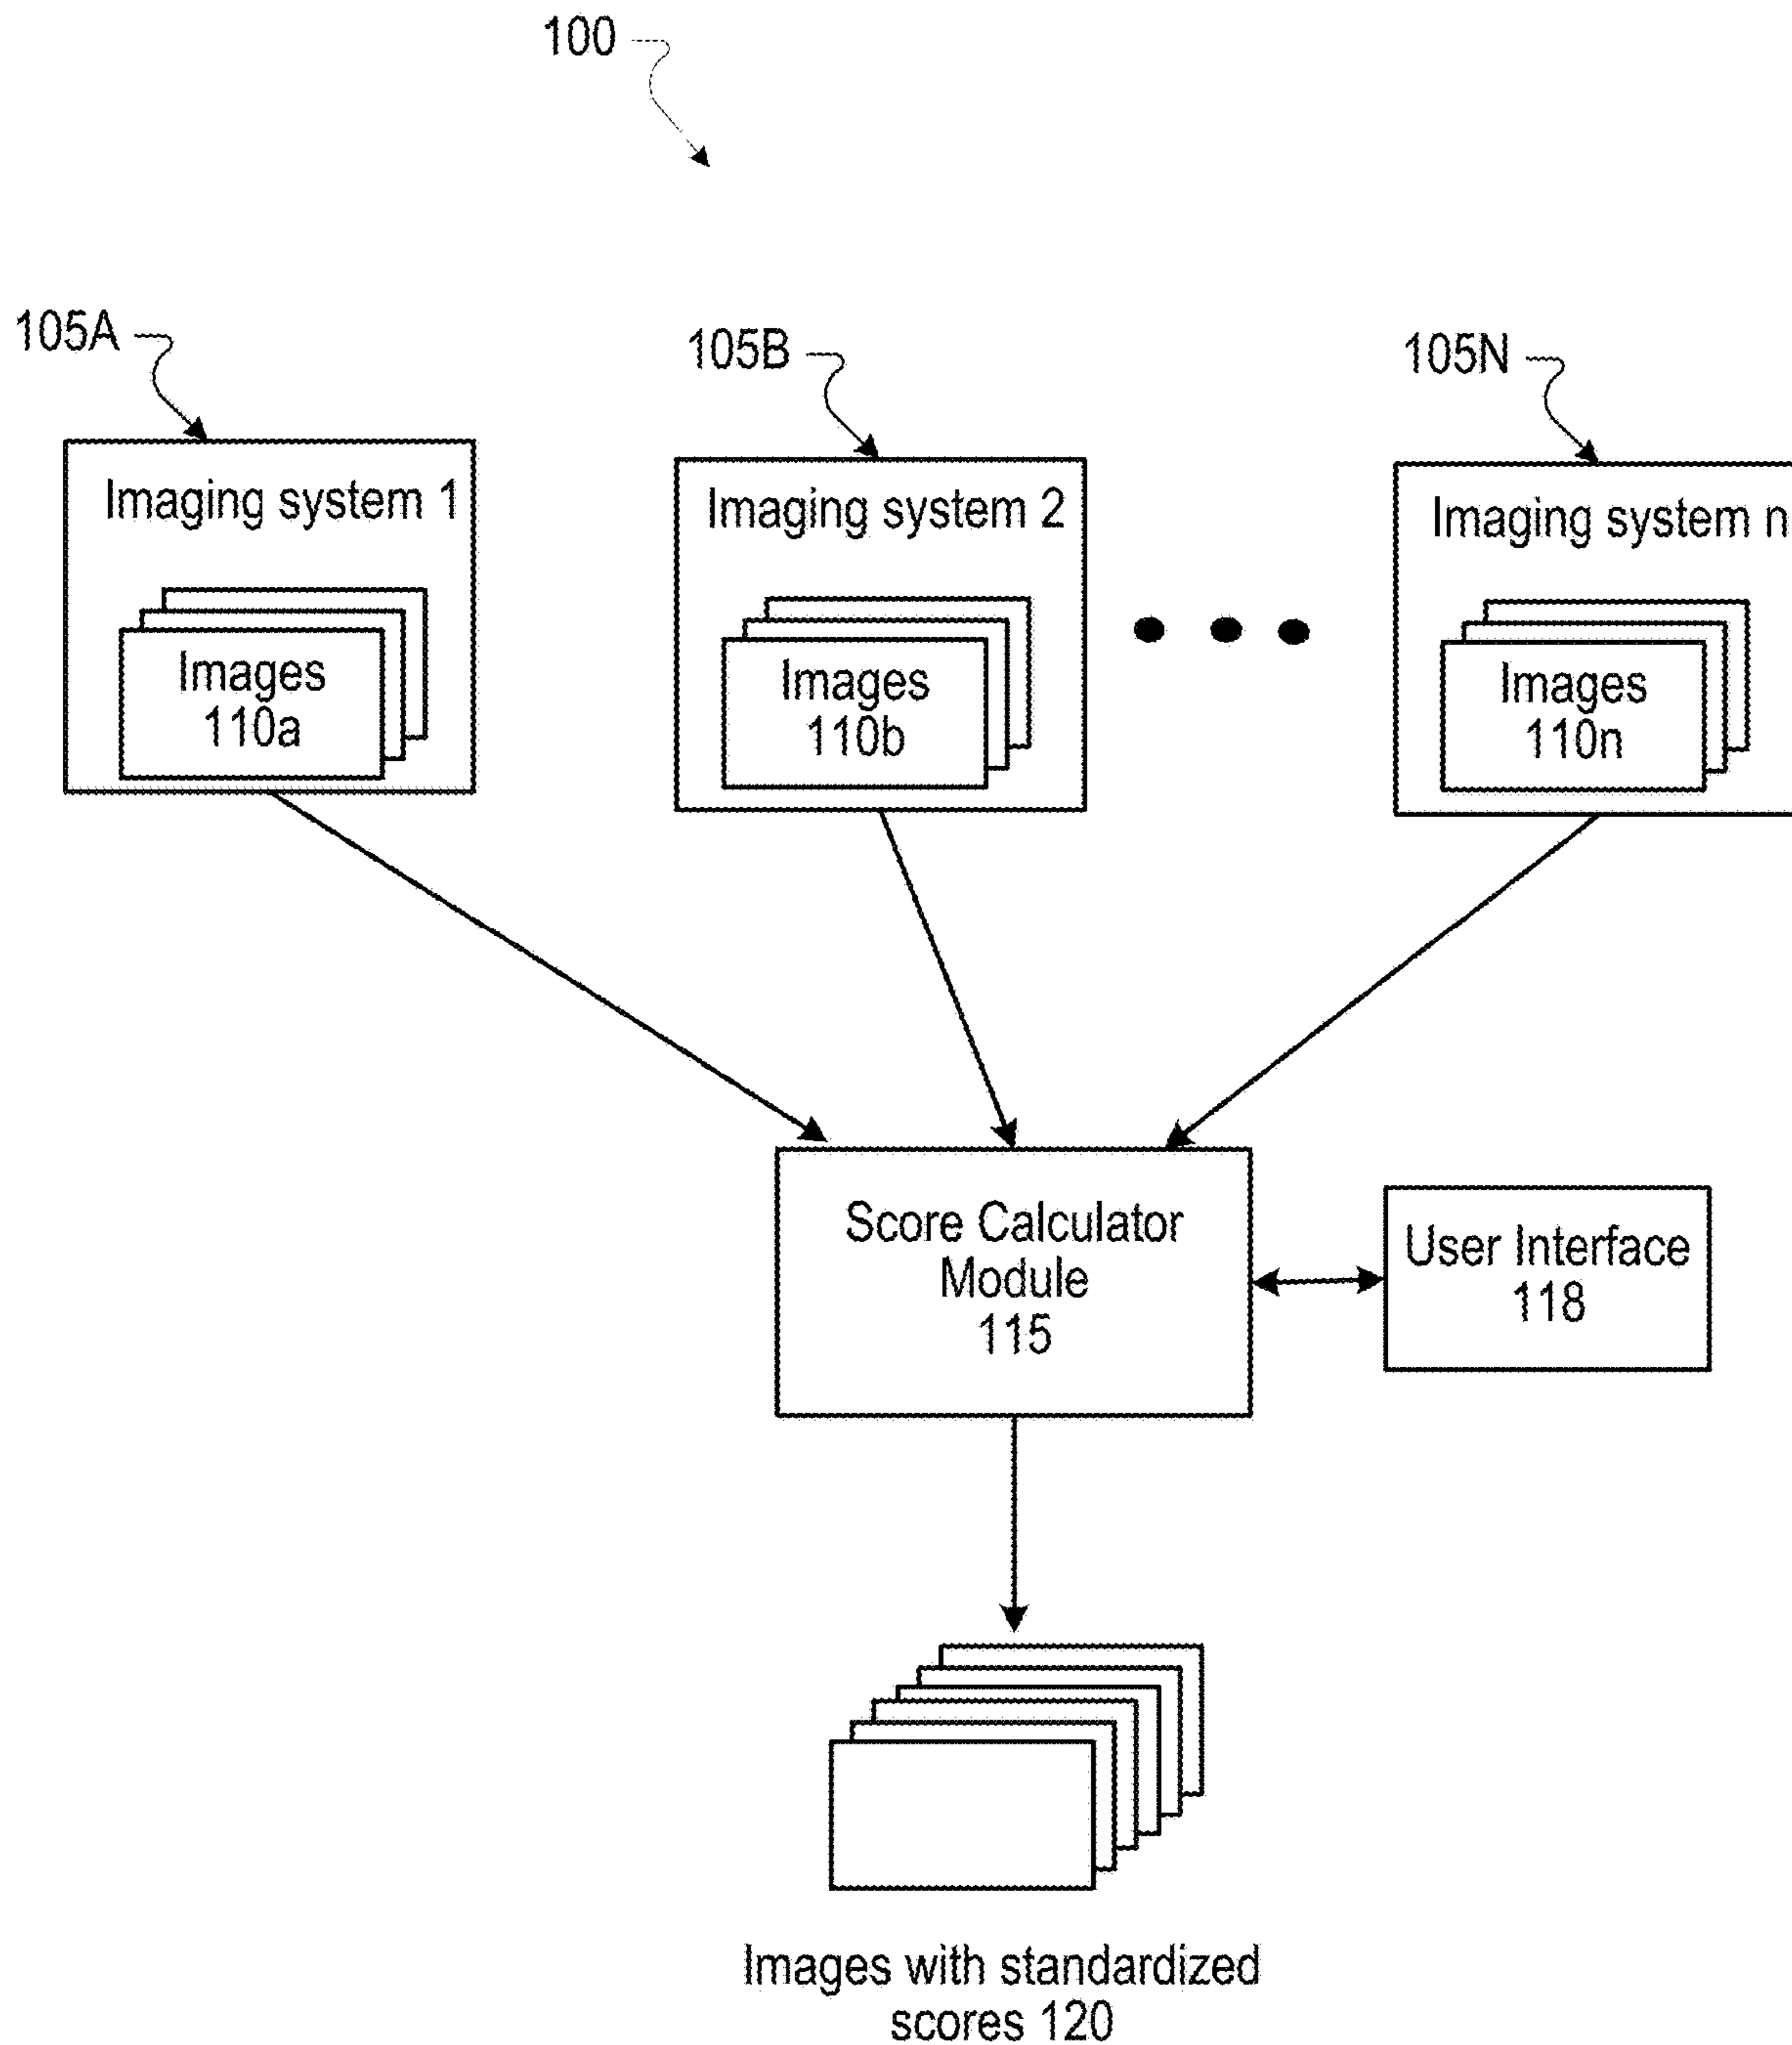 100
105A
105B
105N
Imaging system 1
Imaging system 2
Imaging system n
Images
110a
Images
110b
Images
110n
Score Calculator
Module
115
User Interface
118
Images with standardized
scores 120